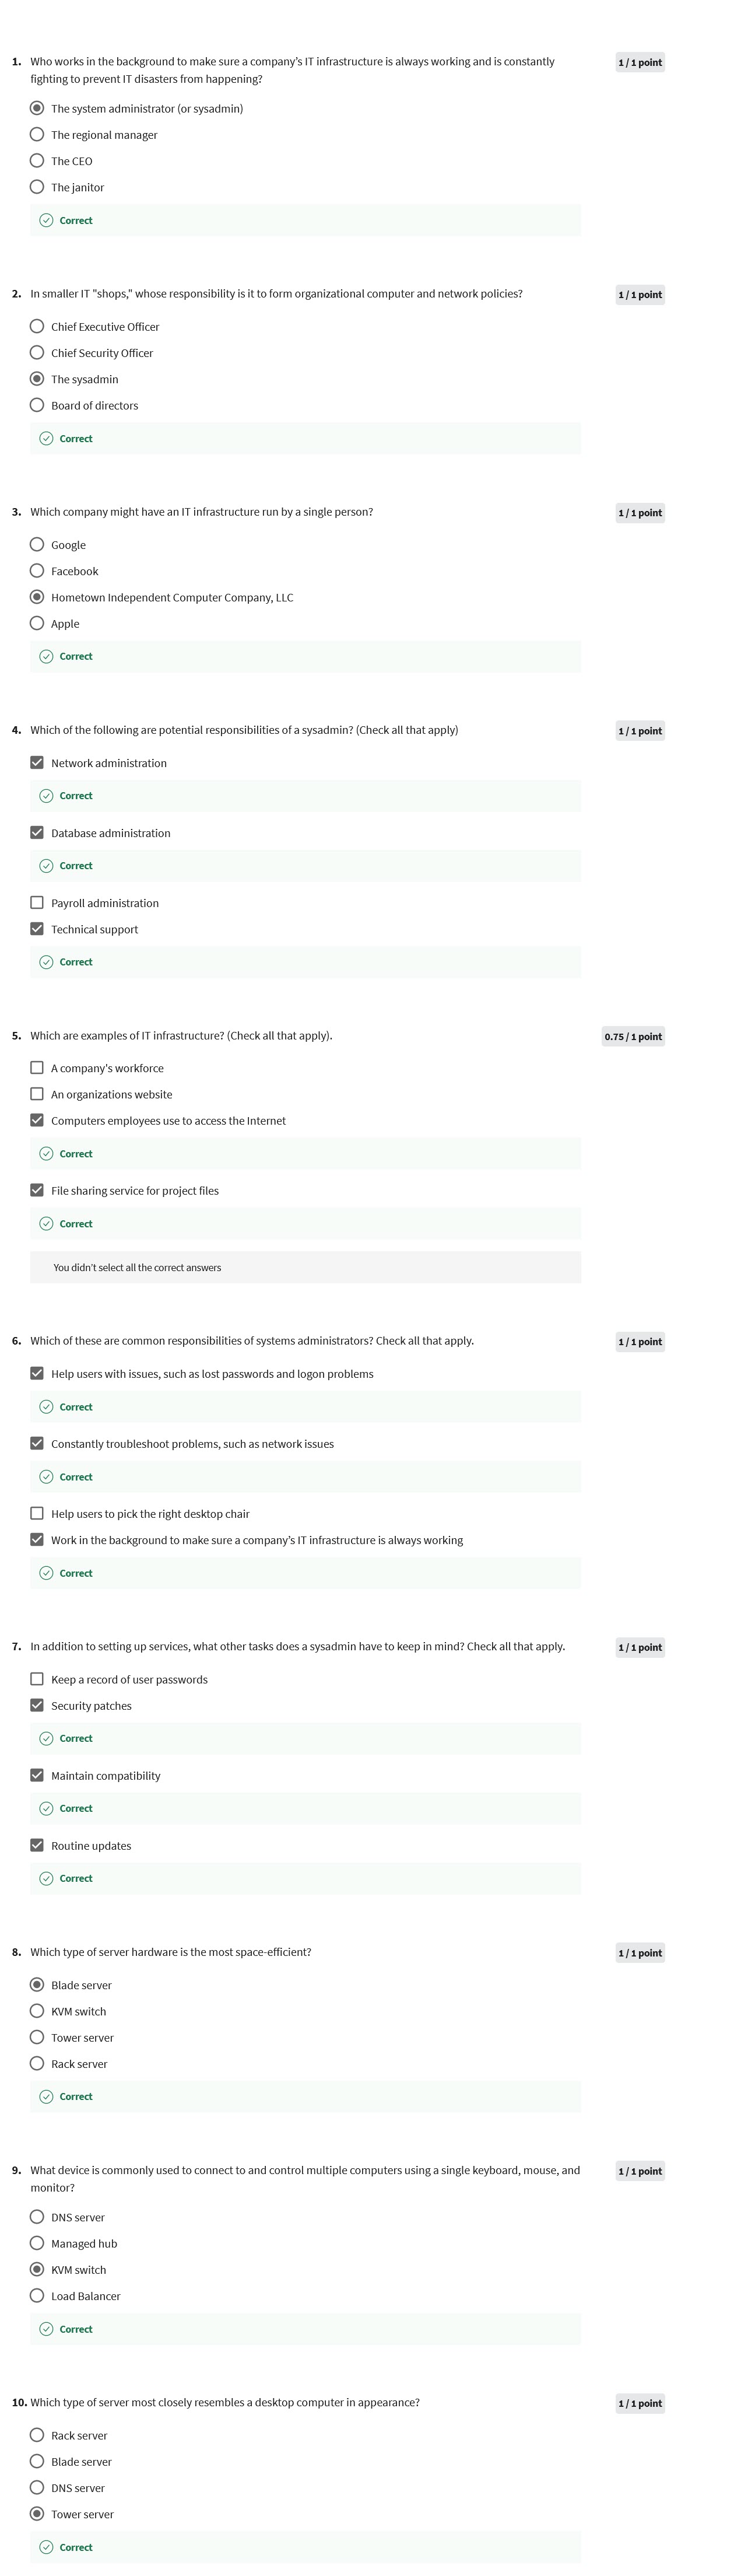 1. Who works in the background to make sure a company’s IT infrastructure is always working and is constantly
1 / 1 point
fighting to prevent IT disasters from happening?
The system administrator (or sysadmin)
The regional manager
The CEO
The janitor
Correct
2. In smaller IT "shops," whose responsibility is it to form organizational computer and network policies?
1 / 1 point
Chief Executive Officer
Chief Security Officer
The sysadmin
Board of directors
Correct
3. Which company might have an IT infrastructure run by a single person?
1 / 1 point
Google
Facebook
Hometown Independent Computer Company, LLC
Apple
Correct
4. Which of the following are potential responsibilities of a sysadmin? (Check all that apply)
1 / 1 point
Network administration
Correct
Database administration
Correct
Payroll administration
Technical support
Correct
5. Which are examples of IT infrastructure? (Check all that apply).
0.75 / 1 point
A company's workforce
An organizations website
Computers employees use to access the Internet
Correct
File sharing service for project files
Correct
You didn’t select all the correct answers
6. Which of these are common responsibilities of systems administrators? Check all that apply.
1 / 1 point
Help users with issues, such as lost passwords and logon problems
Correct
Constantly troubleshoot problems, such as network issues
Correct
Help users to pick the right desktop chair
Work in the background to make sure a company’s IT infrastructure is always working
Correct
7. In addition to setting up services, what other tasks does a sysadmin have to keep in mind? Check all that apply.
1 / 1 point
Keep a record of user passwords
Security patches
Correct
Maintain compatibility
Correct
Routine updates
Correct
8. Which type of server hardware is the most space-efficient?
1 / 1 point
Blade server
KVM switch
Tower server
Rack server
Correct
9. What device is commonly used to connect to and control multiple computers using a single keyboard, mouse, and
1 / 1 point
monitor?
DNS server
Managed hub
KVM switch
Load Balancer
Correct
10. Which type of server most closely resembles a desktop computer in appearance?
1 / 1 point
Rack server
Blade server
DNS server
Tower server
Correct